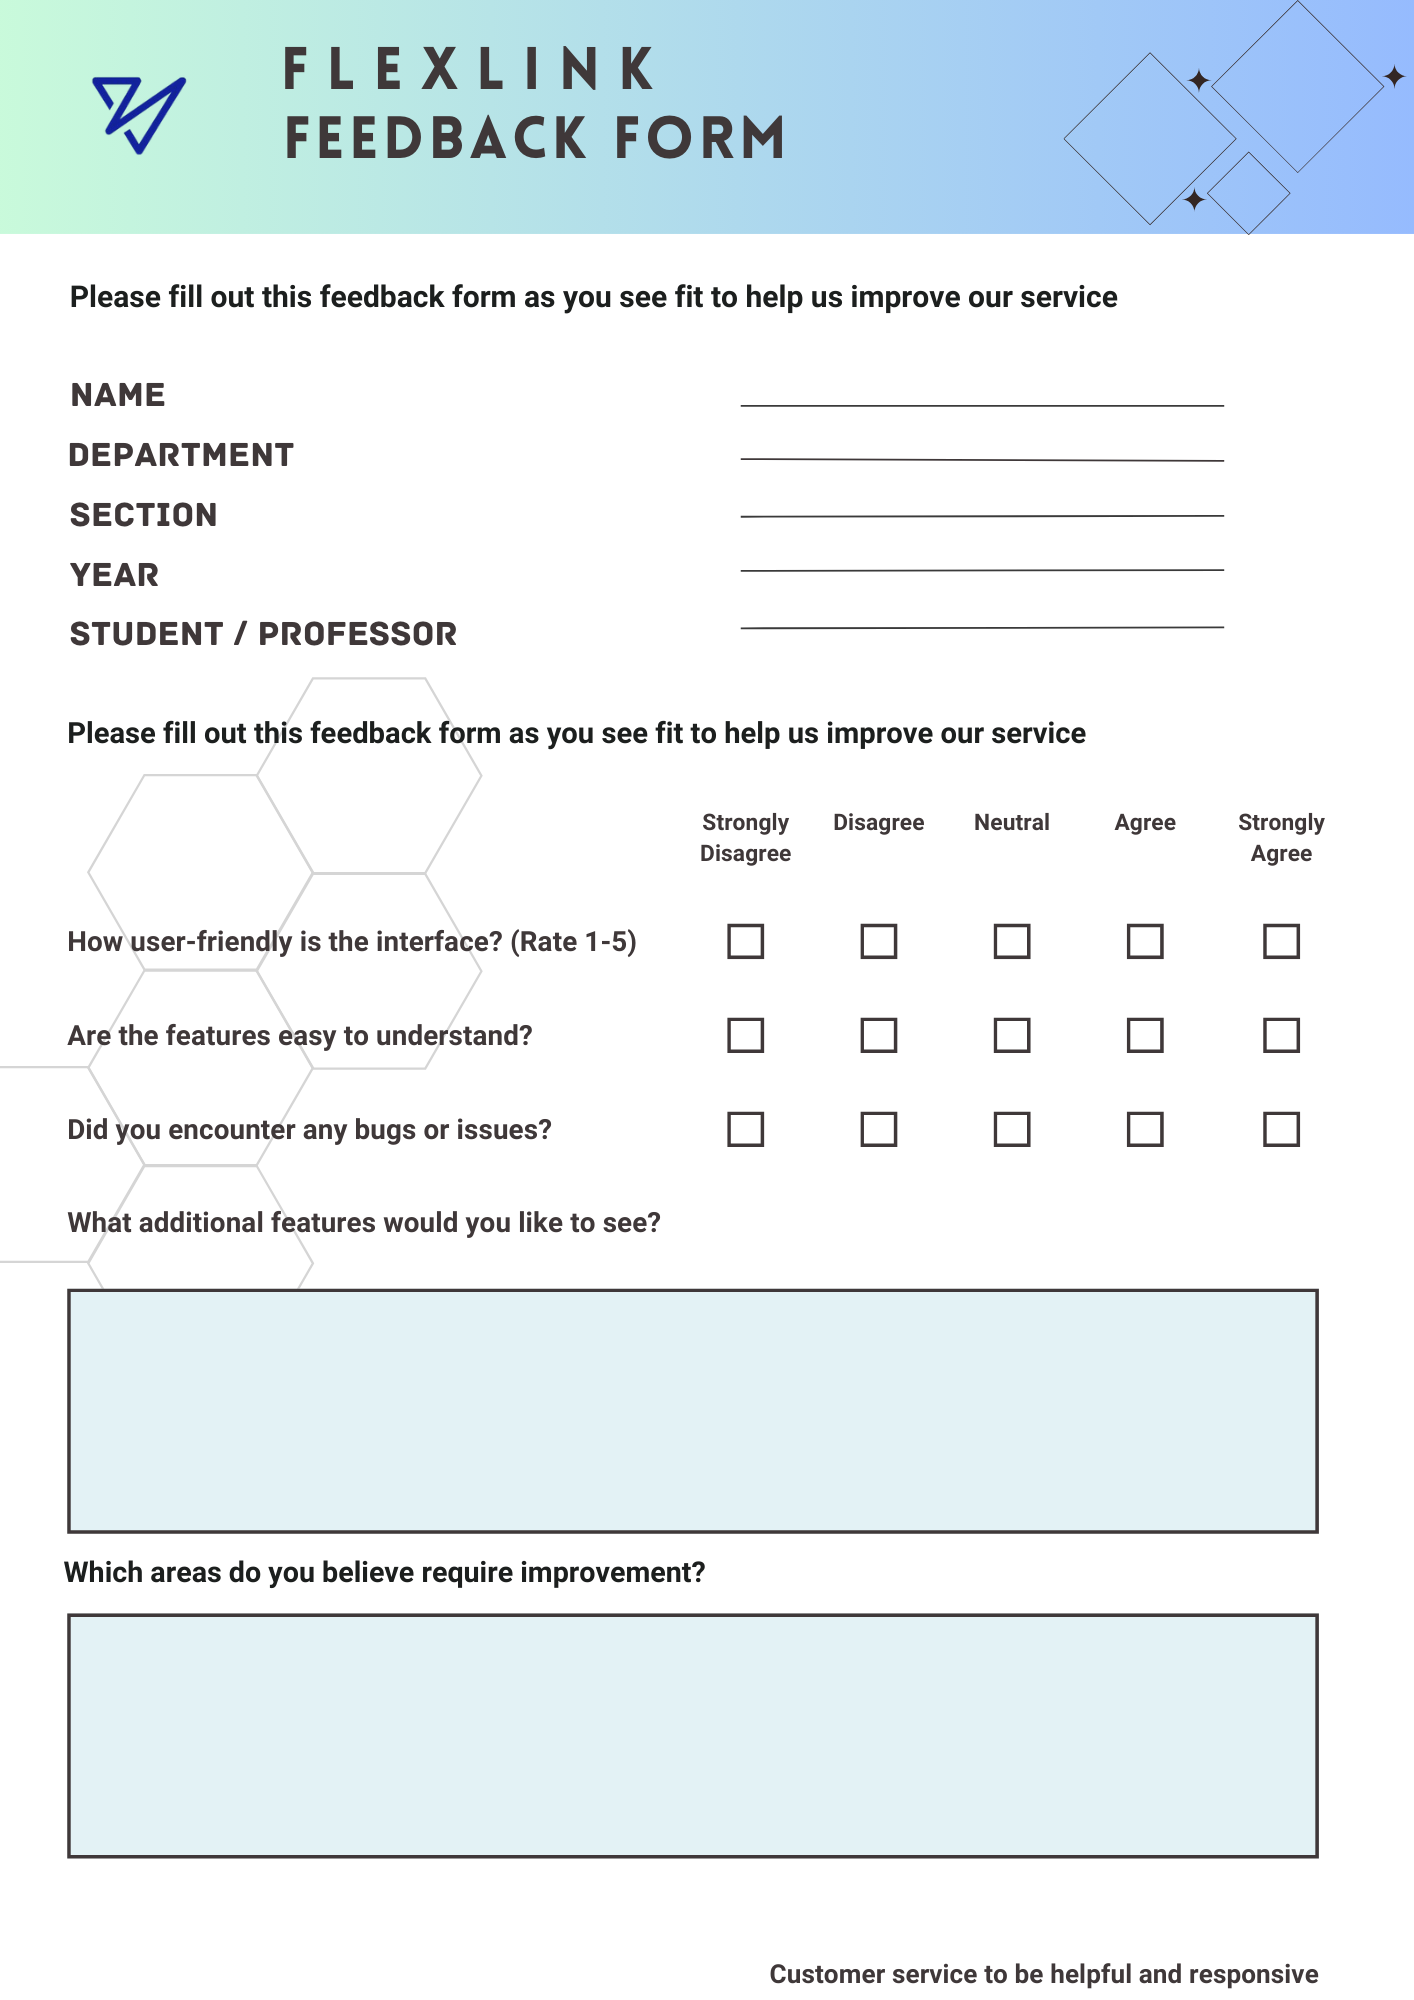 FLEXLINK
FEEDBACK FORM
Please fill out this feedback form as you see fit to help us improve our service
NAME
DEPARTMENT
SECTION
YEAR
STUDENT / PROFESSOR
Please fill out this feedback form as you see fit to help us improve our service
Strongly Disagree Disagree Neutral Agree Strongly Agree
How user-friendly is the interface? (Rate 1-5)
Are the features easy to understand?
Did you encounter any bugs or issues?
What additional features would you like to see?
Which areas do you believe require improvement?
Customer service to be helpful and responsive